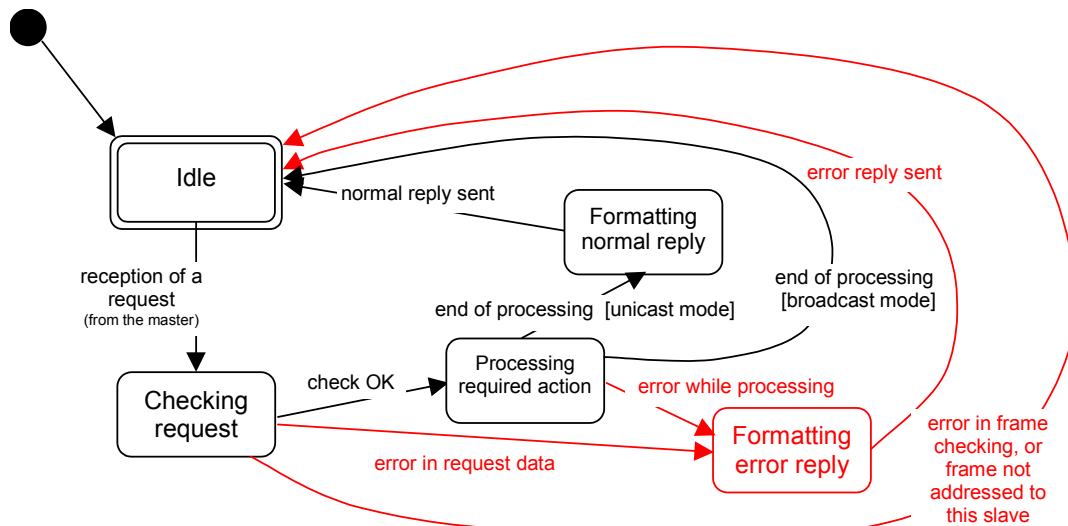 Idle
error reply sent
normal reply sent
Formatting
normal reply
reception of a
request
(from the master)
end of processing
[broadcast mode]
end of processing [unicast mode]
Processing
required action
check OK
error while processing
Checking
request
Formatting
error reply
error in request data
error in frame
checking, or
frame not
addressed to
this slave